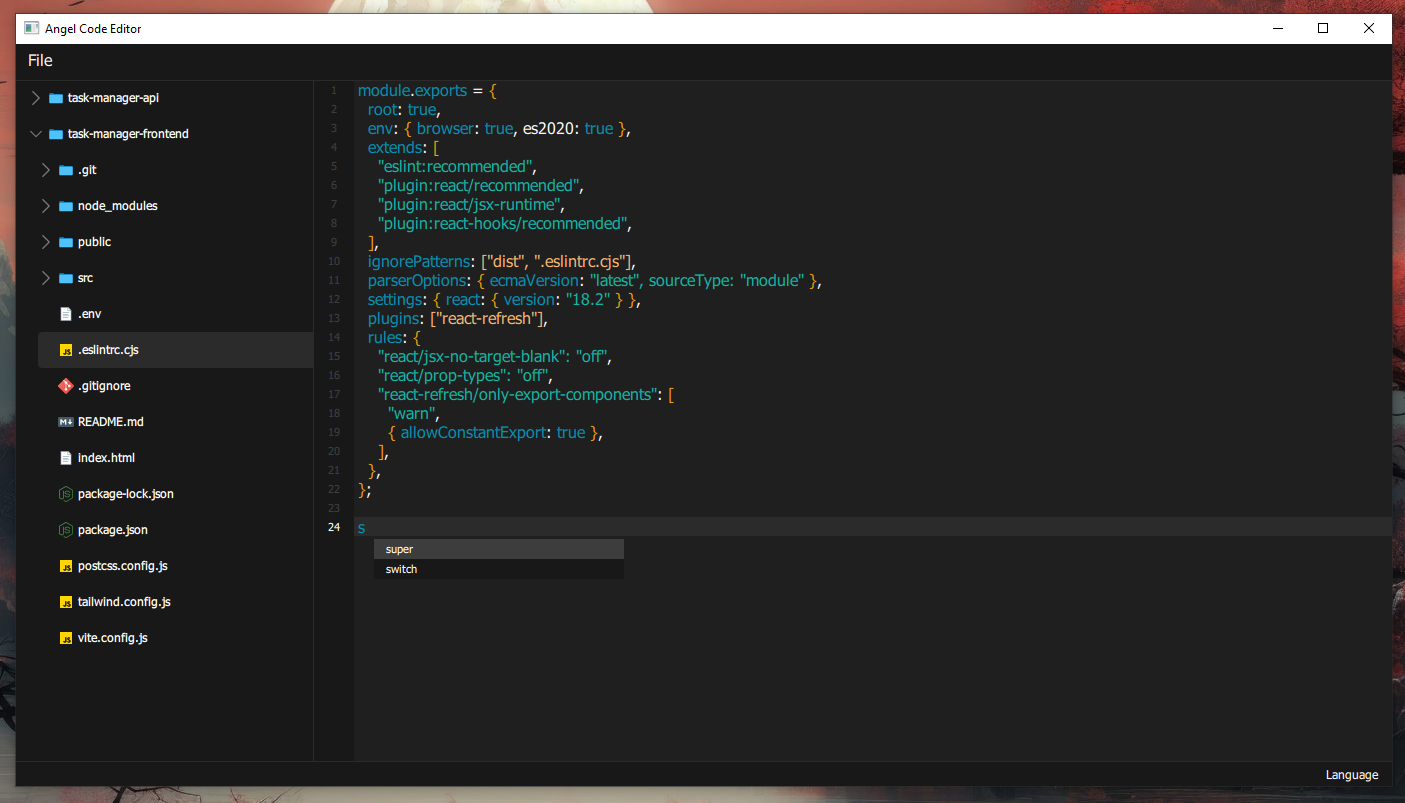 Angel Code Editor
File
task-manager-api
task-manager-frontend
.git
node_modules
public
src
.env
.eslintrc.cjs
.gitignore
README.md
index.html
package-lock.json
package.json
postcss.config.js
tailwind.config.js
vite.config.js
1 module.exports = {
2 root: true,
3 env: { browser: true, es2020: true },
4 extends: [
5 "eslint:recommended",
6 "plugin:react/recommended",
7 "plugin:react/jsx-runtime",
8 "plugin:react-hooks/recommended",
9 ],
10 ignorePatterns: ["dist", ".eslintrc.cjs"],
11 parserOptions: { ecmaVersion: "latest", sourceType: "module" },
12 settings: { react: { version: "18.2" } },
13 plugins: ["react-refresh"],
14 rules: {
15 "react/jsx-no-target-blank": "off",
16 "react/prop-types": "off",
17 "react-refresh/only-export-components": [
18 "warn",
19 { allowConstantExport: true },
20 ],
21 },
22 };
23
24 s
super
switch
Language